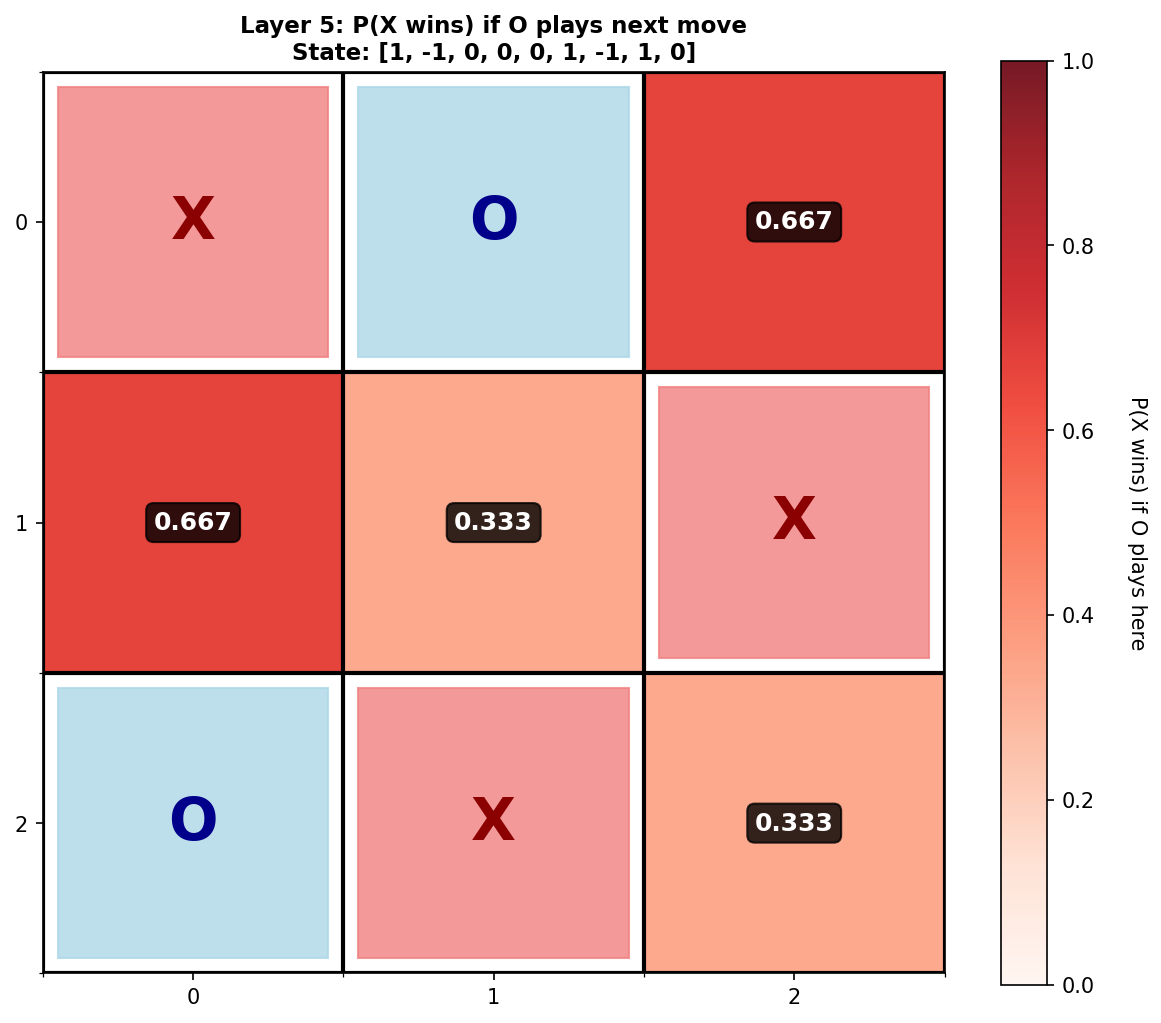 Layer 5: P(X wins) if O plays next move
State: [1, -1, 0, 0, 0, 1, -1, 1, 0]
X
O
0.667
0.667
0.333
X
O
X
0.333
0
1
2
0
1
2
1.0
0.8
0.6
0.4
0.2
0.0
P(X wins) if O plays here